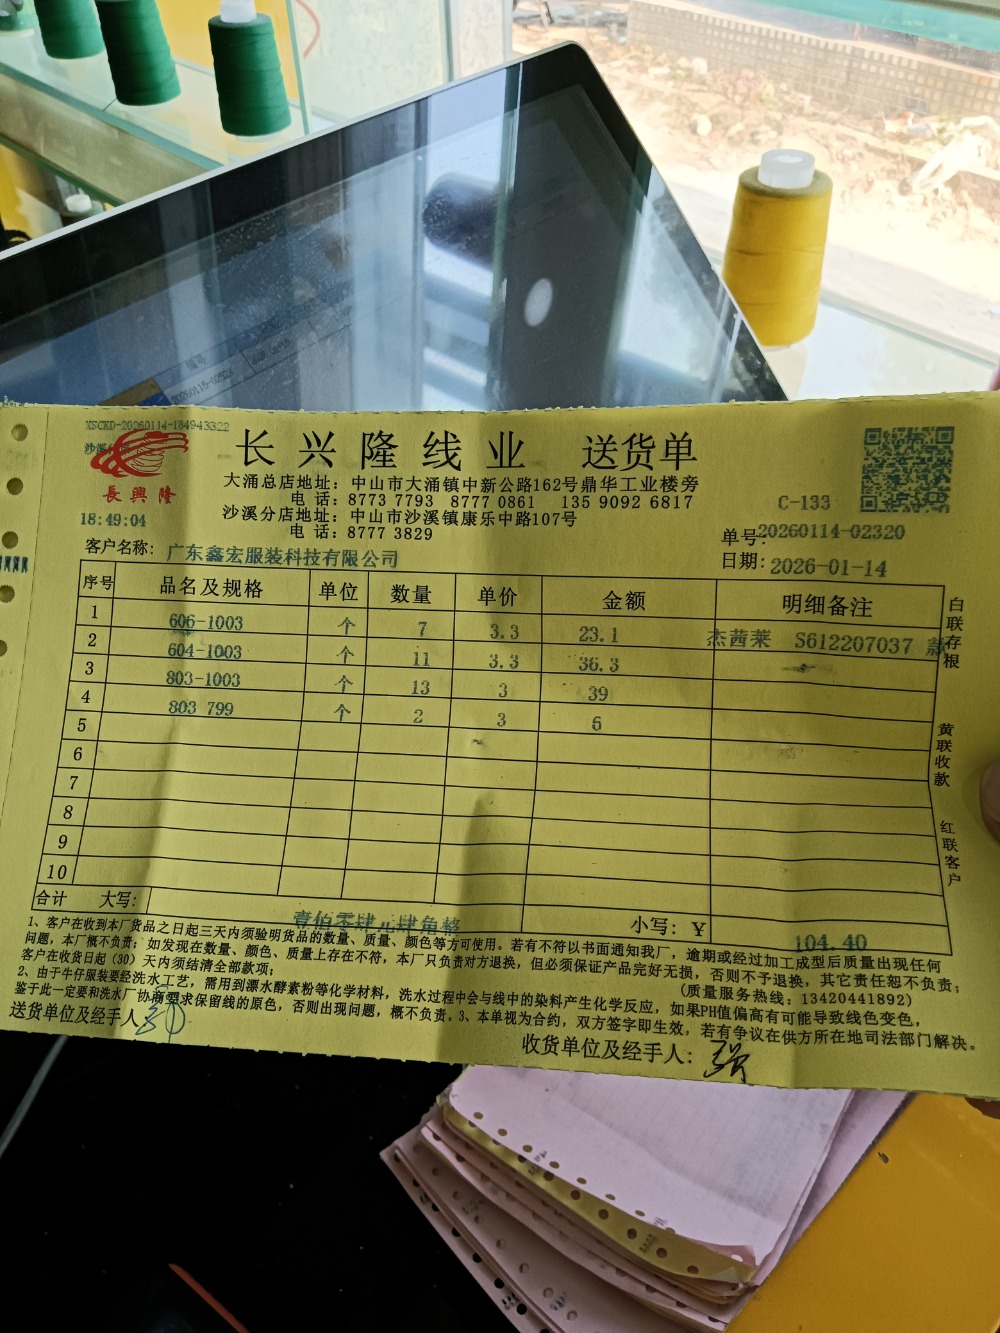 XSCKD-20260114-184943322
长兴隆线业 送货单
長興隆
大涌总店地址：中山市大涌镇中新公路162号鼎华工业楼旁
电 话：8773 7793 8777 0861 135 9092 6817
沙溪分店地址：中山市沙溪镇康乐中路107号
电 话：8777 3829
C-133
18:49:04
单号：20260114-02320
客户名称：广东鑫宏服装科技有限公司
日期：2026-01-14
序号 品名及规格 单位 数量 单价 金额 明细备注
1 606-1003 个 7 3.3 23.1 杰茜莱 S612207037 款
2 604-1003 个 11 3.3 36.3
3 803-1003 个 13 3 39
4 803 799 个 2 3 6
5
6
7
8
9
10
白联存根
黄联收款
红联客户
合计 大写：壹佰零肆元肆角整 小写：￥ 104.40
1、客户在收到本厂货品之日起三天内须验明货品的数量、质量、颜色等方可使用。若有不符以书面通知我厂，逾期或经过加工成型后质量出现任何
问题，本厂概不负责；如发现在数量、颜色、质量上存在不符，本厂只负责对方退换，但必须保证产品完好无损，否则不予退换，其它责任恕不负责；
客户在收货日起（30）天内须结清全部款项；
(质量服务热线：13420441892)
2、由于牛仔服装要经洗水工艺，需用到漂水酵素粉等化学材料，洗水过程中会与线中的染料产生化学反应，如果PH值偏高有可能导致线色变色，
鉴于此一定要和洗水厂协商要求保留线的原色，否则出现问题，概不负责。3、本单视为合约，双方签字即生效，若有争议在供方所在地司法部门解决。
送货单位及经手人
收货单位及经手人：强